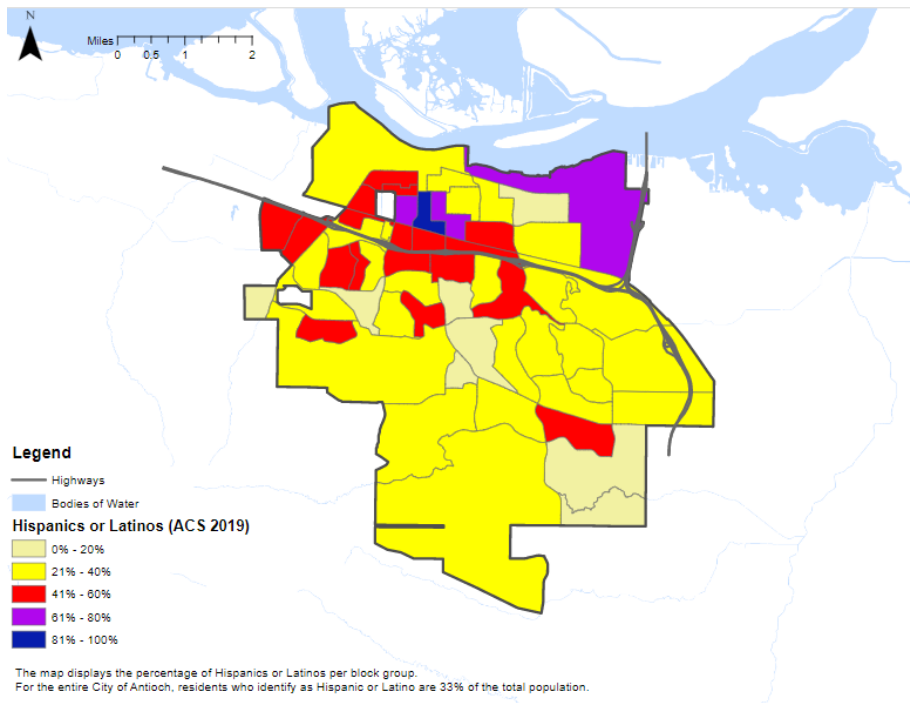 N
Miles
0 0.5 1 2
Legend
Highways
Bodies of Water
Hispanics or Latinos (ACS 2019)
0% - 20%
21% - 40%
41% - 60%
61% - 80%
81% - 100%
The map displays the percentage of Hispanics or Latinos per block group.
For the entire City of Antioch, residents who identify as Hispanic or Latino are 33% of the total population.